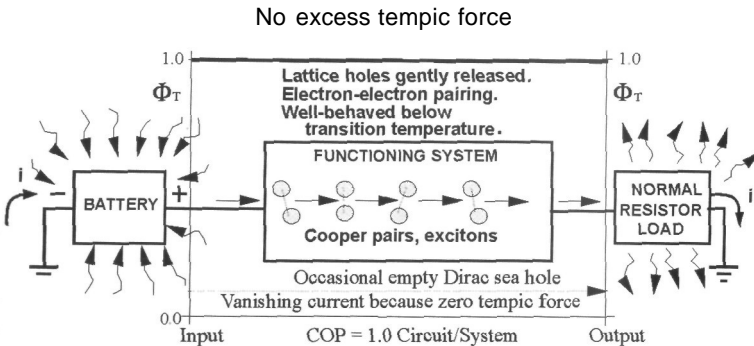 No excess tempic force
1.0
1.0
ΦT
ΦT
Lattice holes gently released.
Electron-electron pairing.
Well-behaved below
transition temperature.
FUNCTIONING SYSTEM
i
−
BATTERY
+
NORMAL
RESISTOR
LOAD
i
Cooper pairs, excitons
Occasional empty Dirac sea hole
Vanishing current because zero tempic force
0.0
Input
COP = 1.0 Circuit/System
Output